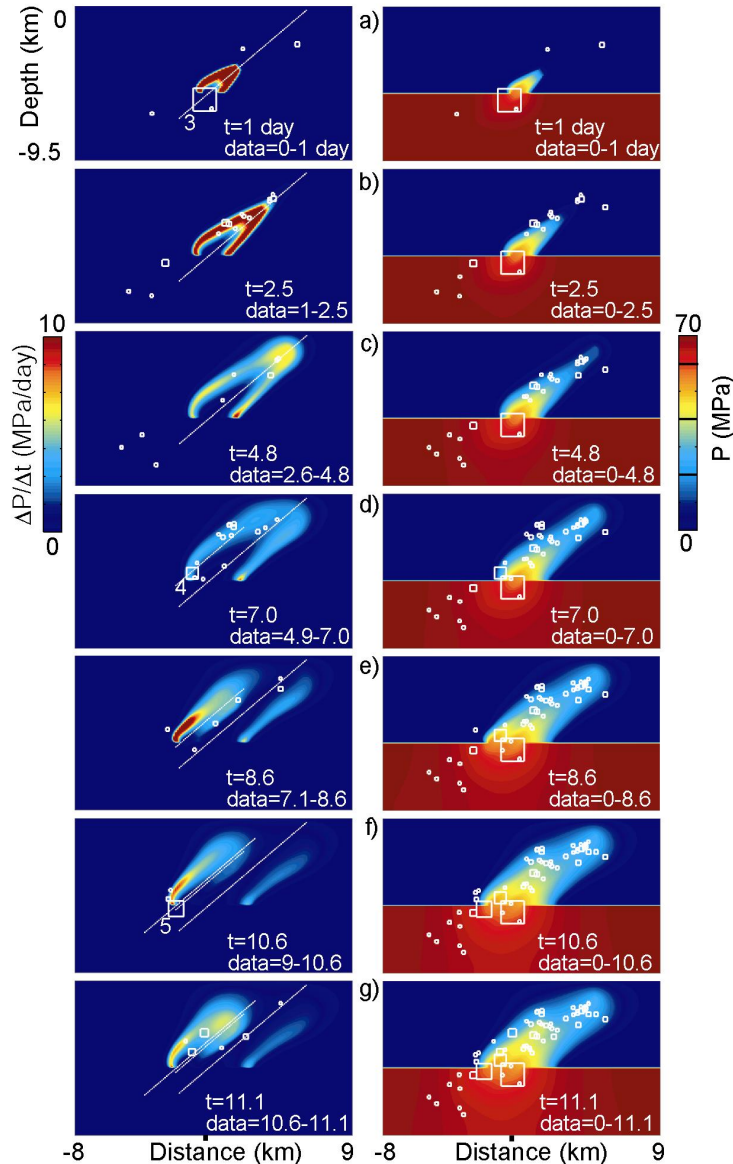 0
Depth (km)
-9.5
a)
3
t=1 day
data=0-1 day
t=1 day
data=0-1 day
b)
t=2.5
data=1-2.5
t=2.5
data=0-2.5
10
ΔP/Δt (MPa/day)
0
c)
t=4.8
data=2.6-4.8
t=4.8
data=0-4.8
70
P (MPa)
0
d)
4
t=7.0
data=4.9-7.0
t=7.0
data=0-7.0
e)
t=8.6
data=7.1-8.6
t=8.6
data=0-8.6
f)
5
t=10.6
data=9-10.6
t=10.6
data=0-10.6
g)
t=11.1
data=10.6-11.1
t=11.1
data=0-11.1
-8 Distance (km) 9
-8 Distance (km) 9